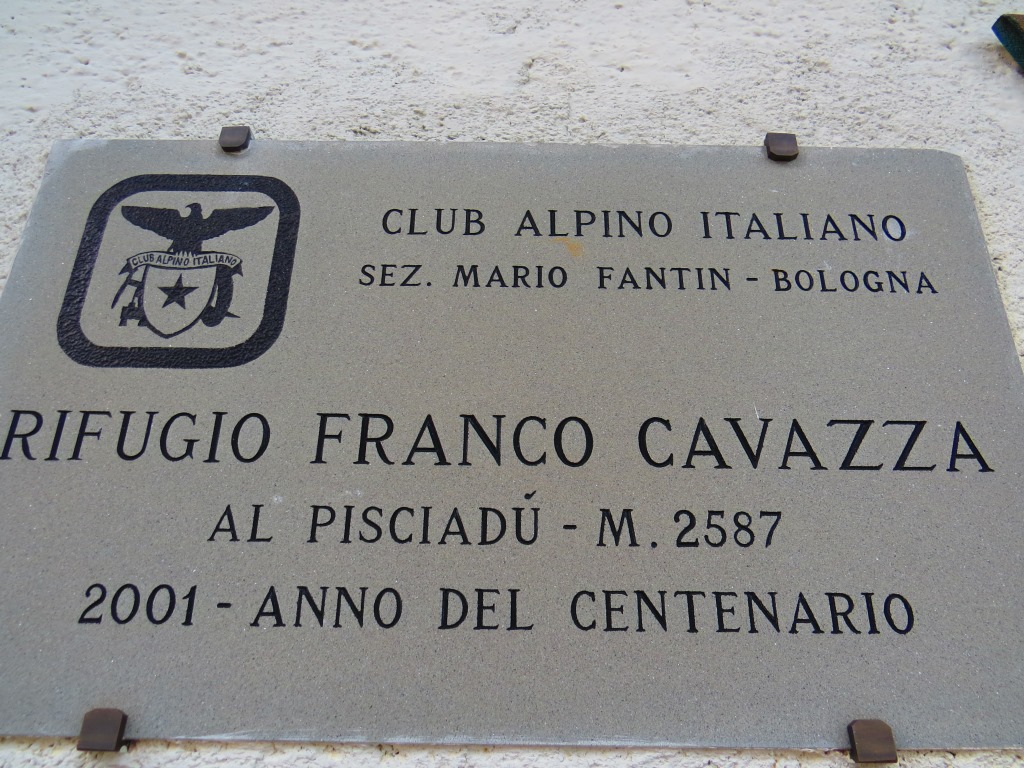 CLUB ALPINO ITALIANO
CLUB ALPINO ITALIANO
SEZ. MARIO FANTIN - BOLOGNA
RIFUGIO FRANCO CAVAZZA
AL PISCIADÚ - M. 2587
2001 - ANNO DEL CENTENARIO